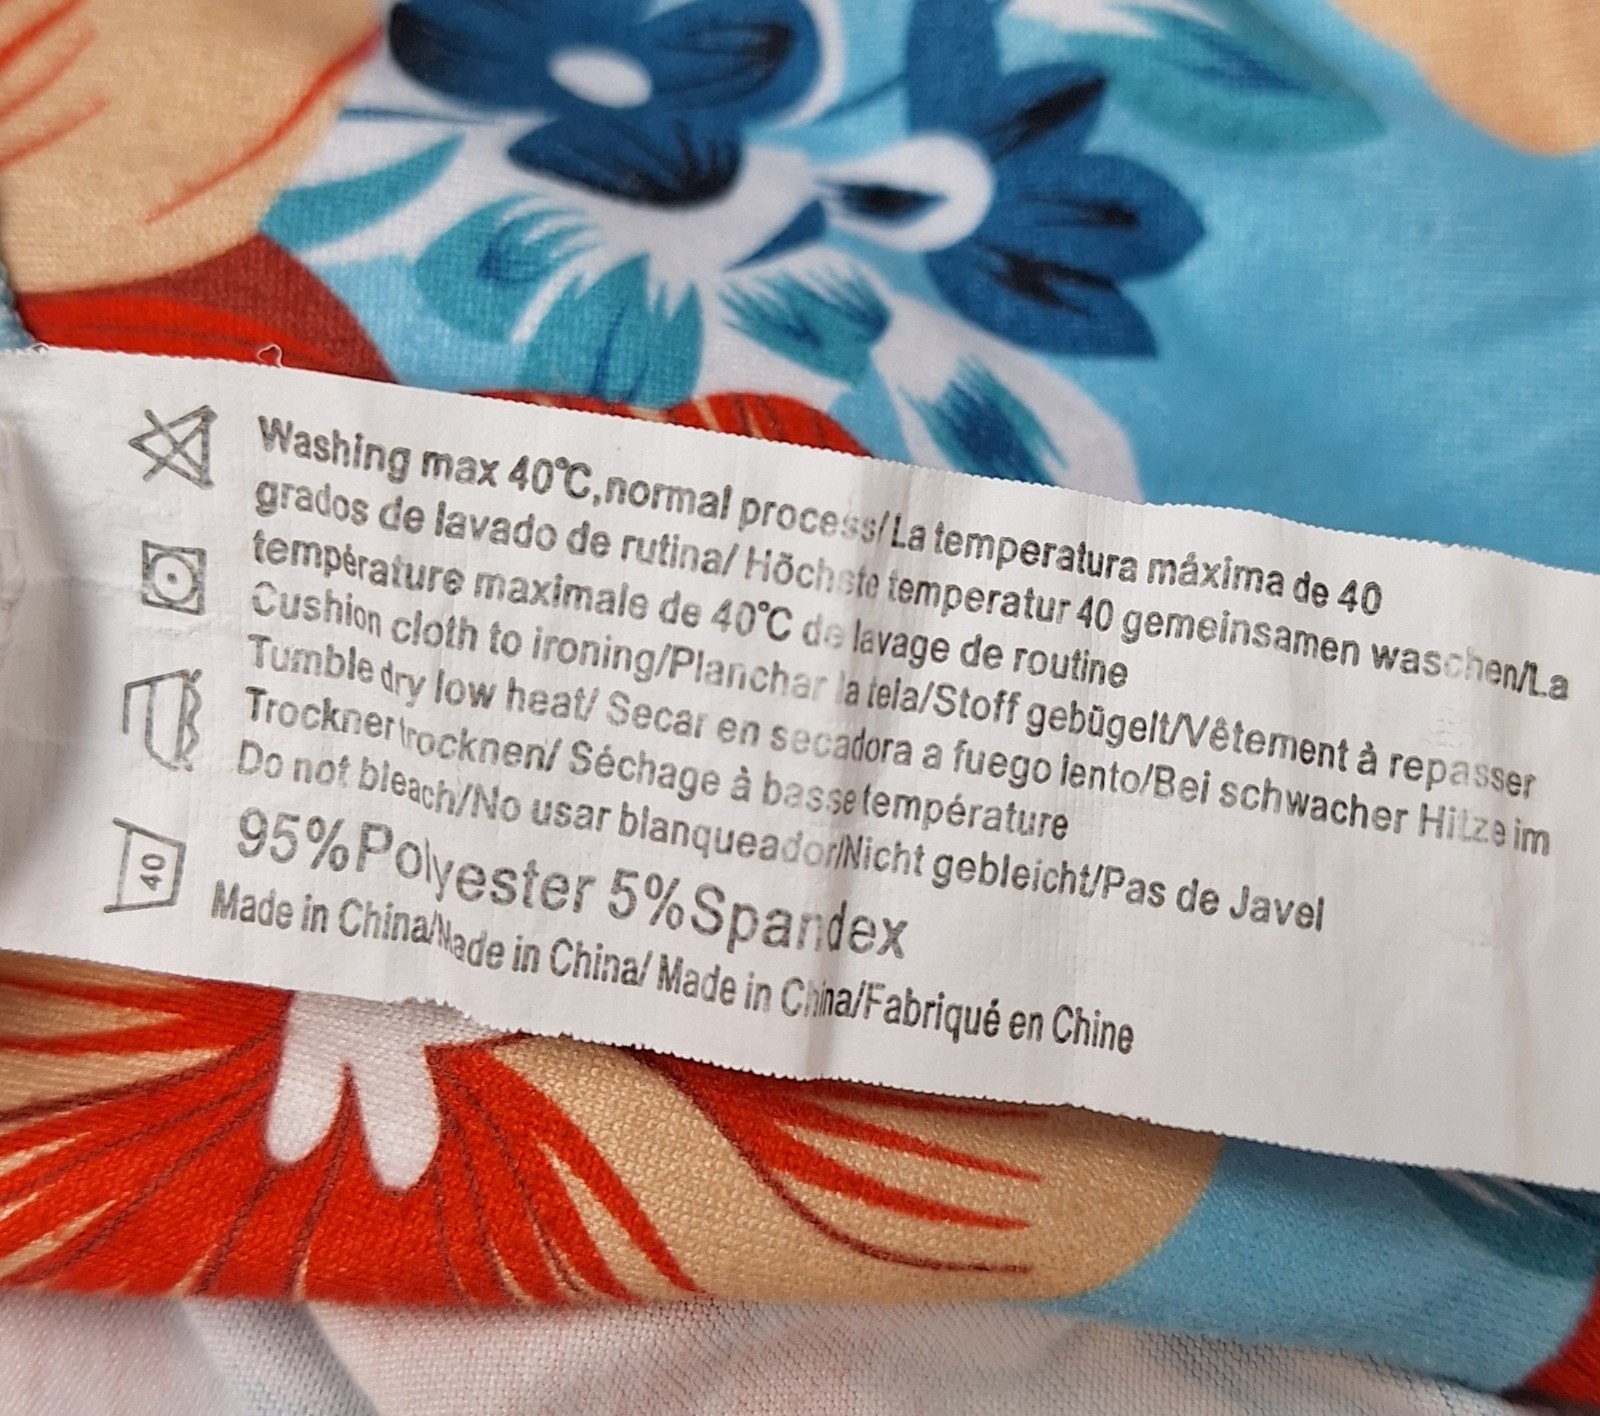 Washing max 40℃,normal process/La temperatura máxima de 40
grados de lavado de rutina/ Höchste temperatur 40 gemeinsamen waschen/La
température maximale de 40℃ de lavage de routine
Cushion cloth to ironing/Planchar la tela/Stoff gebügelt/Vêtement à repasser
Tumble dry low heat/ Secar en secadora a fuego lento/Bei schwacher Hitze im
Trockner trocknen/ Séchage à basse température
Do not bleach/No usar blanqueador/Nicht gebleicht/Pas de Javel
95%Polyester 5%Spandex
Made in China/Made in China/ Made in China/Fabriqué en Chine
40